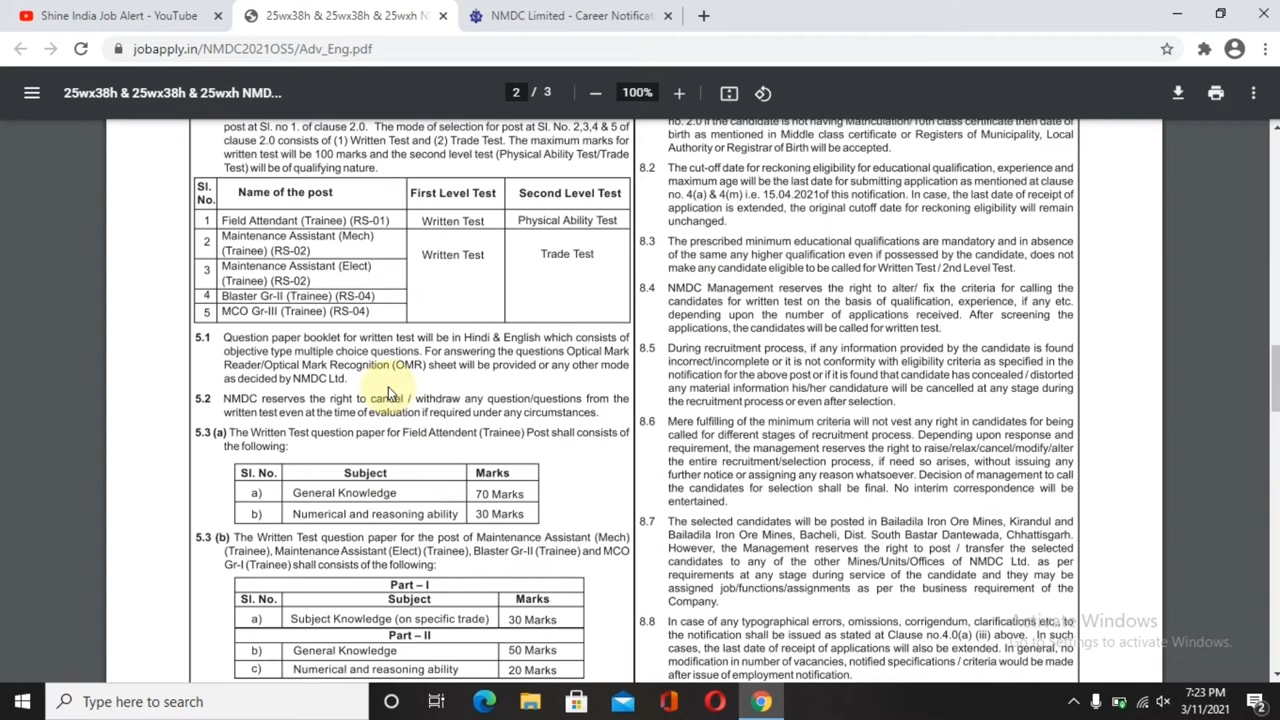 Shine India Job Alert - YouTube
25wx38h & 25wx38h & 25wxh N
NMDC Limited - Career Notificat
jobapply.in/NMDC2021OS5/Adv_Eng.pdf
25wx38h & 25wx38h & 25wxh NMD...
2 / 3
100%
post at Sl. no 1. of clause 2.0. The mode of selection for post at Sl. No. 2,3,4 & 5 of
clause 2.0 consists of (1) Written Test and (2) Trade Test. The maximum marks for
written test will be 100 marks and the second level test (Physical Ability Test/Trade
Test) will be of qualifying nature.
Sl. No. Name of the post First Level Test Second Level Test
1 Field Attendant (Trainee) (RS-01) Written Test Physical Ability Test
2 Maintenance Assistant (Mech)
(Trainee) (RS-02) Written Test Trade Test
3 Maintenance Assistant (Elect)
(Trainee) (RS-02)
4 Blaster Gr-II (Trainee) (RS-04)
5 MCO Gr-III (Trainee) (RS-04)
5.1 Question paper booklet for written test will be in Hindi & English which consists of
objective type multiple choice questions. For answering the questions Optical Mark
Reader/Optical Mark Recognition (OMR) sheet will be provided or any other mode
as decided by NMDC Ltd.
5.2 NMDC reserves the right to cancel / withdraw any question/questions from the
written test even at the time of evaluation if required under any circumstances.
5.3 (a) The Written Test question paper for Field Attendent (Trainee) Post shall consists of
the following:
Sl. No. Subject Marks
a) General Knowledge 70 Marks
b) Numerical and reasoning ability 30 Marks
5.3 (b) The Written Test question paper for the post of Maintenance Assistant (Mech)
(Trainee), Maintenance Assistant (Elect) (Trainee), Blaster Gr-II (Trainee) and MCO
Gr-I (Trainee) shall consists of the following:
Part – I
Sl. No. Subject Marks
a) Subject Knowledge (on specific trade) 30 Marks
Part – II
b) General Knowledge 50 Marks
c) Numerical and reasoning ability 20 Marks
no. 2.0 if the candidate is not having Matriculation/10th class certificate then date of
birth as mentioned in Middle class certificate or Registers of Municipality, Local
Authority or Registrar of Birth will be accepted.
8.2 The cut-off date for reckoning eligibility for educational qualification, experience and
maximum age will be the last date for submitting application as mentioned at clause
no. 4(a) & 4(m) i.e. 15.04.2021of this notification. In case, the last date of receipt of
application is extended, the original cutoff date for reckoning eligibility will remain
unchanged.
8.3 The prescribed minimum educational qualifications are mandatory and in absence
of the same any higher qualification even if possessed by the candidate, does not
make any candidate eligible to be called for Written Test / 2nd Level Test.
8.4 NMDC Management reserves the right to alter/ fix the criteria for calling the
candidates for written test on the basis of qualification, experience, if any etc.
depending upon the number of applications received. After screening the
applications, the candidates will be called for written test.
8.5 During recruitment process, if any information provided by the candidate is found
incorrect/incomplete or it is not conformity with eligibility criteria as specified in the
notification for the above post or if it is found that candidate has concealed / distorted
any material information his/her candidature will be cancelled at any stage during
the recruitment process or even after selection.
8.6 Mere fulfilling of the minimum criteria will not vest any right in candidates for being
called for different stages of recruitment process. Depending upon response and
requirement, the management reserves the right to raise/relax/cancel/modify/alter
the entire recruitment/selection process, if need so arises, without issuing any
further notice or assigning any reason whatsoever. Decision of management to call
the candidates for selection shall be final. No interim correspondence will be
entertained.
8.7 The selected candidates will be posted in Bailadila Iron Ore Mines, Kirandul and
Bailadila Iron Ore Mines, Bacheli, Dist. South Bastar Dantewada, Chhattisgarh.
However, the Management reserves the right to post / transfer the selected
candidates to any of the other Mines/Units/Offices of NMDC Ltd. as per
requirements at any stage during service of the candidate and they may be
assigned job/functions/assignments as per the business requirement of the
Company.
8.8 In case of any typographical errors, omissions, corrigendum, clarifications etc., to
the notification shall be issued as stated at Clause no.4.0(a) (iii) above. In such
cases, the last date of receipt of applications will also be extended. In general, no
modification in number of vacancies, notified specifications / criteria would be made
after issue of employment notification.
Activate Windows
Go to Settings to activate Windows.
Type here to search
7:23 PM
3/11/2021
2